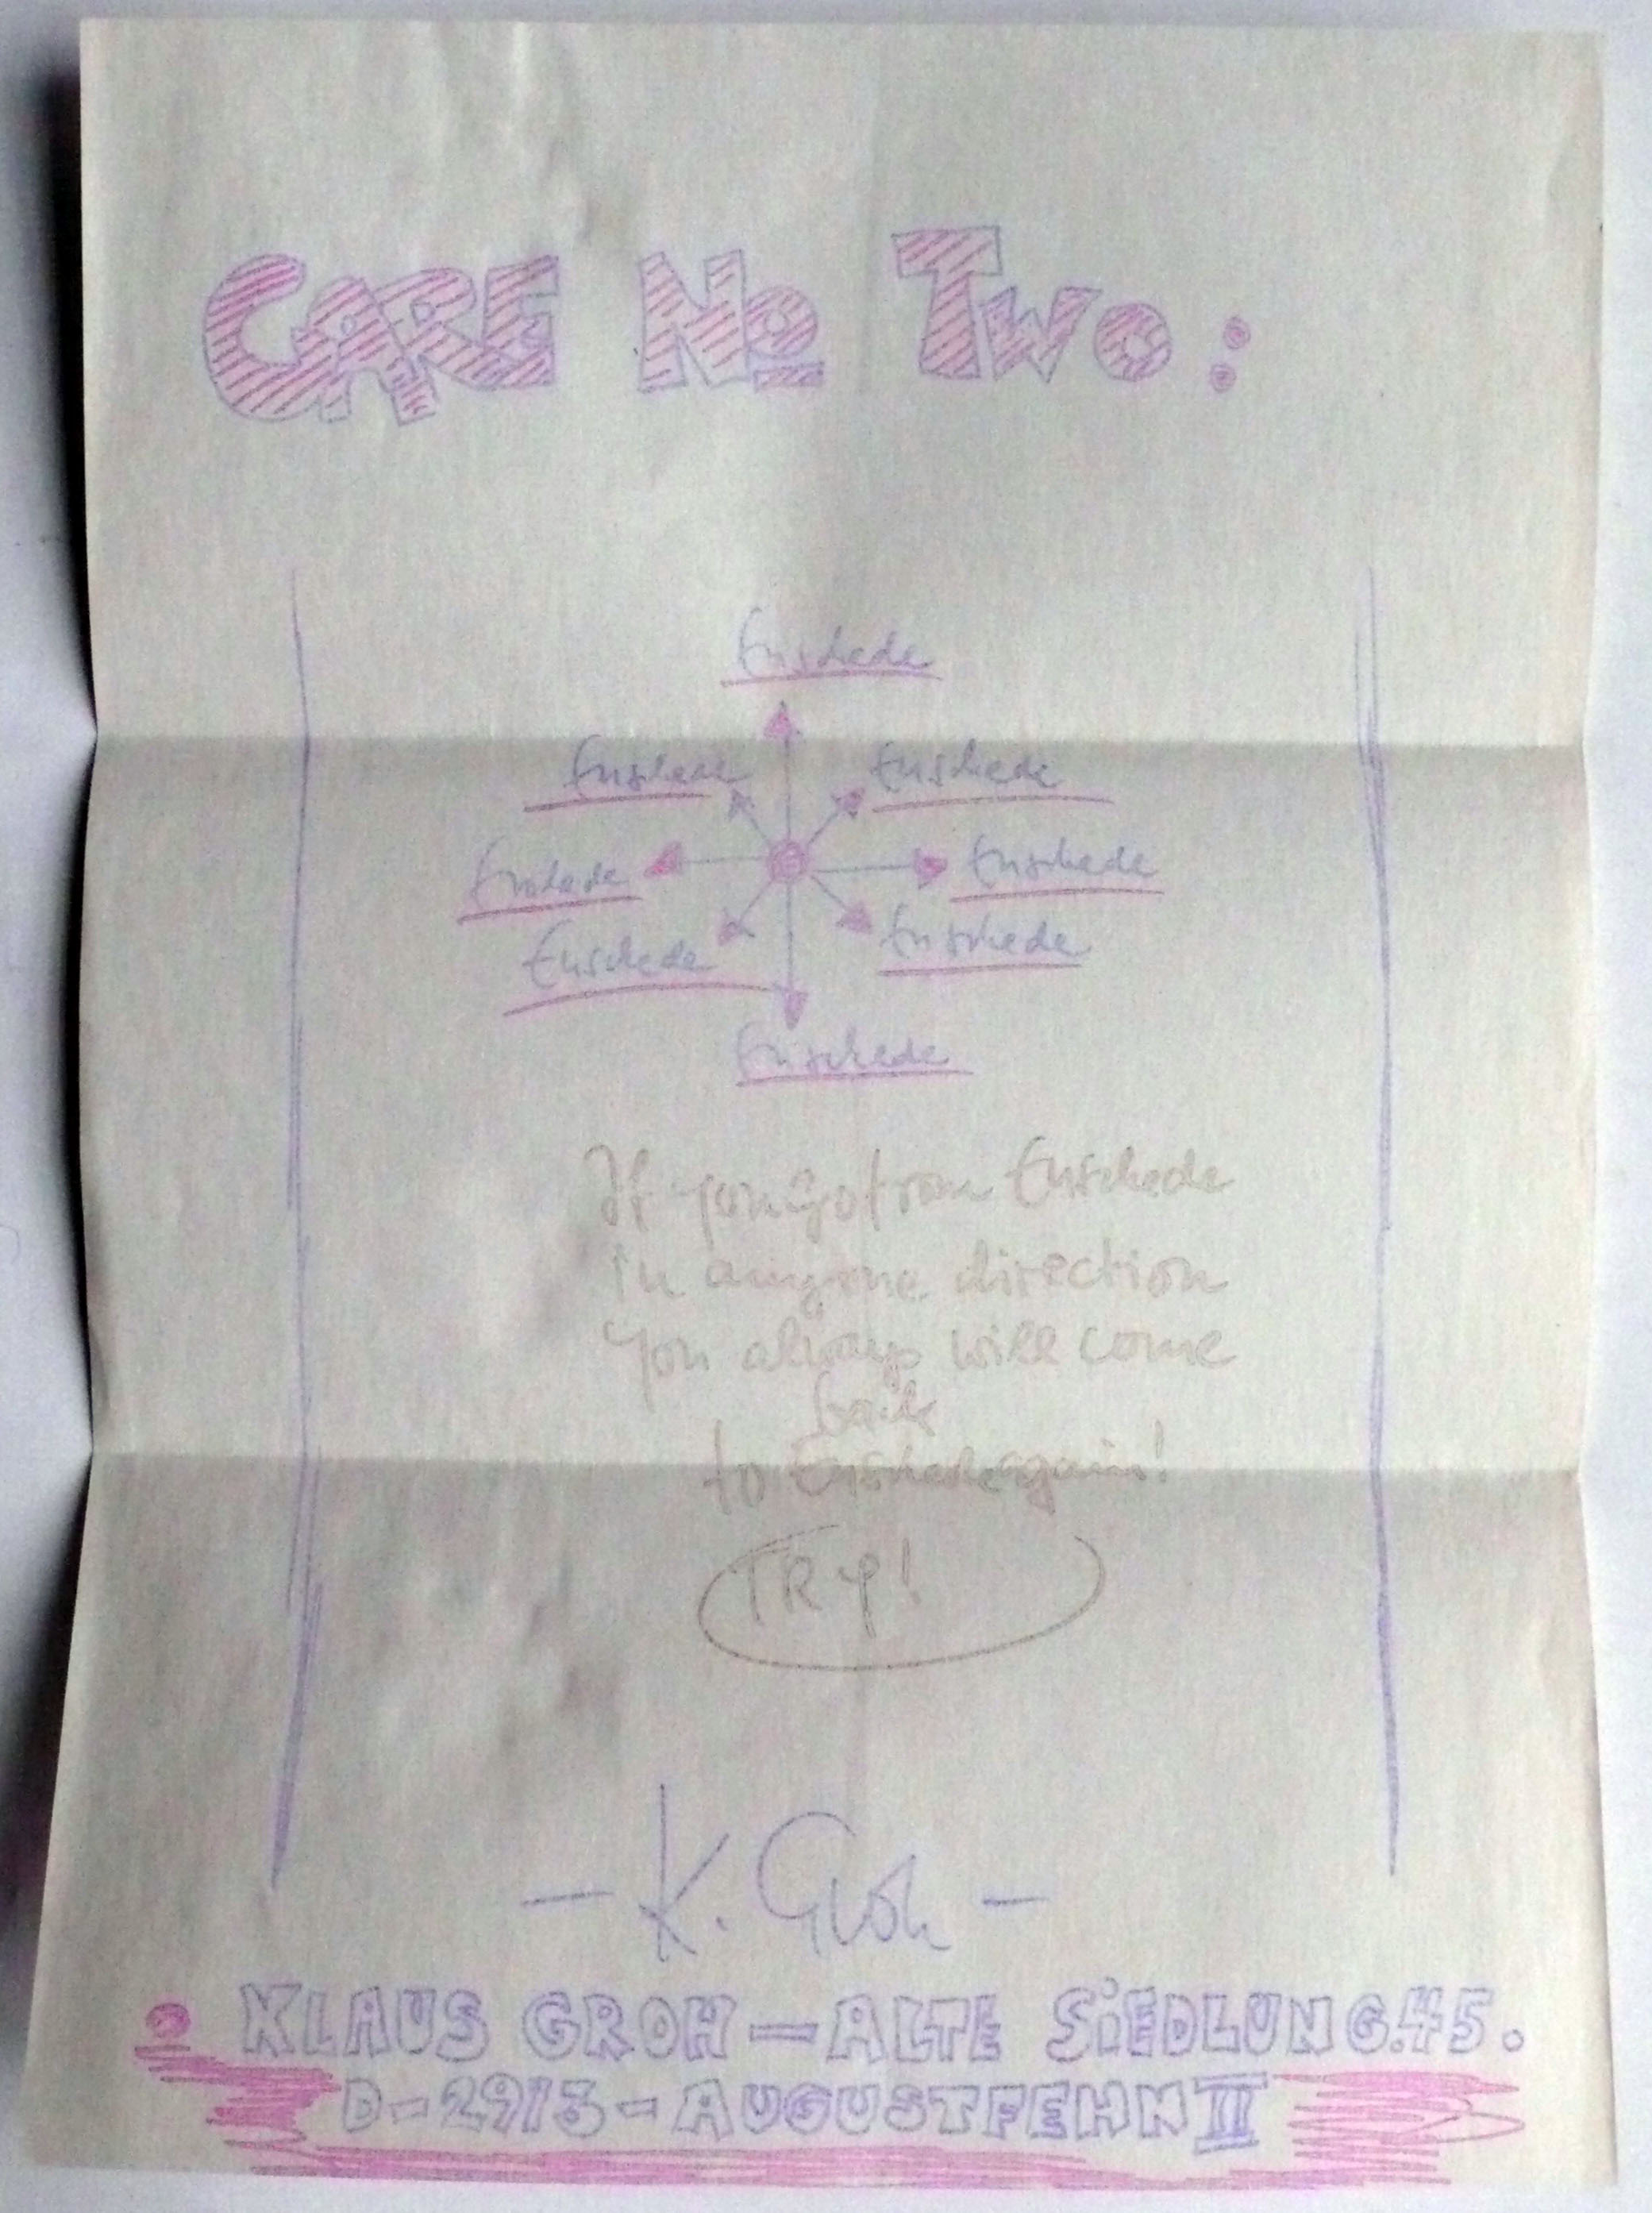 CARE No Two:
Enschede
Enschede Enschede
Enschede Enschede
Enschede Enschede
Enschede
If you go from Enschede
in anyone direction
you always will come
back
to Enschede again!
TRY!
- K. Groh -
KLAUS GROH - ALTE SiEDLUNG.45.
D-2913-AUGUSTFEHN II